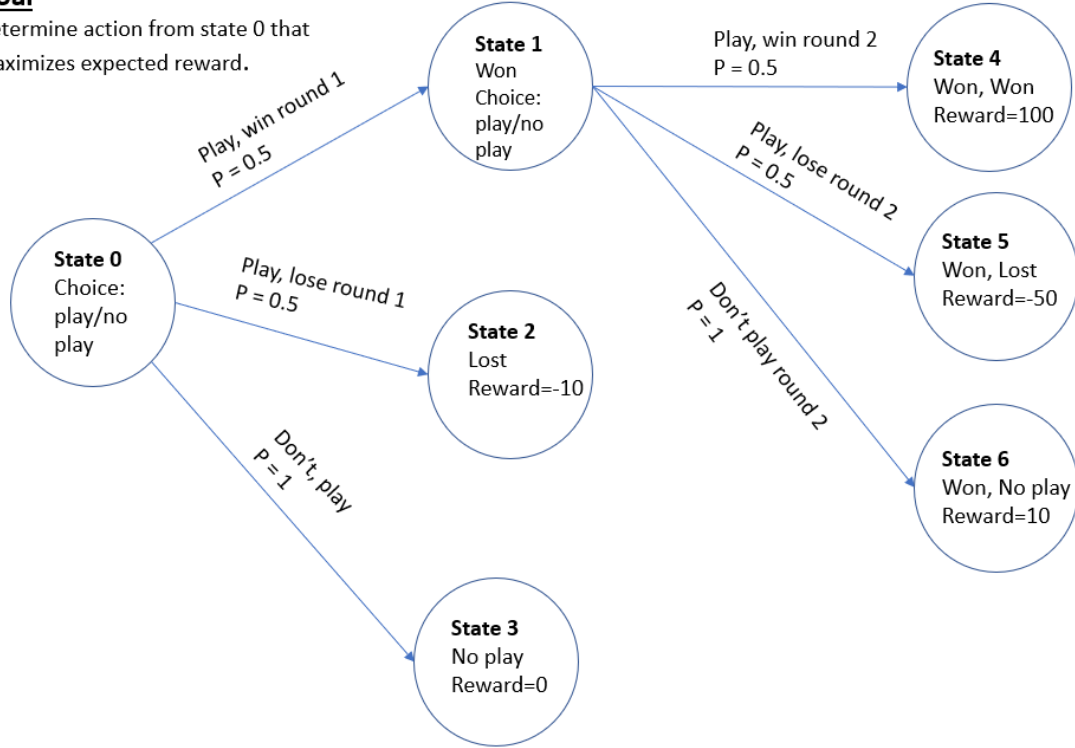 etermine action from state 0 that
aximizes expected reward.
State 1
Won
Choice:
play/no
play
Play, win round 2
P = 0.5
State 4
Won, Won
Reward=100
Play, win round 1
P = 0.5
Play, lose round 2
P = 0.5
State 5
Won, Lost
Reward=-50
State 0
Choice:
play/no
play
Play, lose round 1
P = 0.5
State 2
Lost
Reward=-10
Don't play round 2
P = 1
State 6
Won, No play
Reward=10
Don't, play
P = 1
State 3
No play
Reward=0